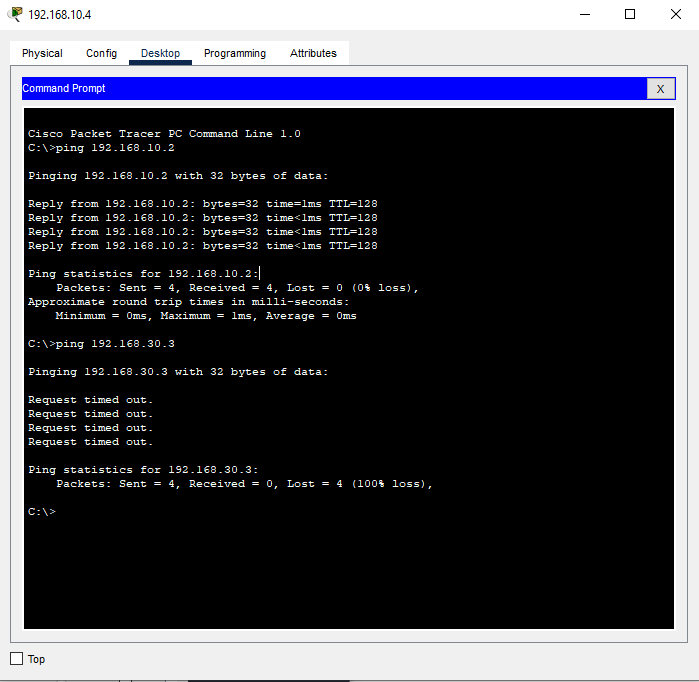 192.168.10.4
Physical Config Desktop Programming Attributes
Command Prompt X
Cisco Packet Tracer PC Command Line 1.0
C:\>ping 192.168.10.2
Pinging 192.168.10.2 with 32 bytes of data:
Reply from 192.168.10.2: bytes=32 time=1ms TTL=128
Reply from 192.168.10.2: bytes=32 time<1ms TTL=128
Reply from 192.168.10.2: bytes=32 time<1ms TTL=128
Reply from 192.168.10.2: bytes=32 time<1ms TTL=128
Ping statistics for 192.168.10.2:
Packets: Sent = 4, Received = 4, Lost = 0 (0% loss),
Approximate round trip times in milli-seconds:
Minimum = 0ms, Maximum = 1ms, Average = 0ms
C:\>ping 192.168.30.3
Pinging 192.168.30.3 with 32 bytes of data:
Request timed out.
Request timed out.
Request timed out.
Request timed out.
Ping statistics for 192.168.30.3:
Packets: Sent = 4, Received = 0, Lost = 4 (100% loss),
C:\>
Top